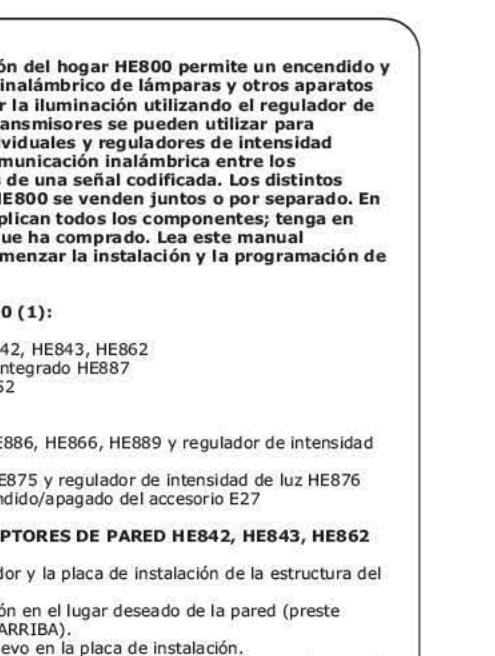 ón del hogar HE800 permite un encendido y
inalámbrico de lámparas y otros aparatos
r la iluminación utilizando el regulador de
ansmisores se pueden utilizar para
viduales y reguladores de intensidad
municación inalámbrica entre los
de una señal codificada. Los distintos
HE800 se venden juntos o por separado. En
plican todos los componentes; tenga en
ue ha comprado. Lea este manual
menzar la instalación y la programación de
0 (1):
42, HE843, HE862
ntegrado HE887
52
E886, HE866, HE889 y regulador de intensidad
E875 y regulador de intensidad de luz HE876
ndido/apagado del accesorio E27
PTORES DE PARED HE842, HE843, HE862
dor y la placa de instalación de la estructura del
ón en el lugar deseado de la pared (preste
ARRIBA).
evo en la placa de instalación.